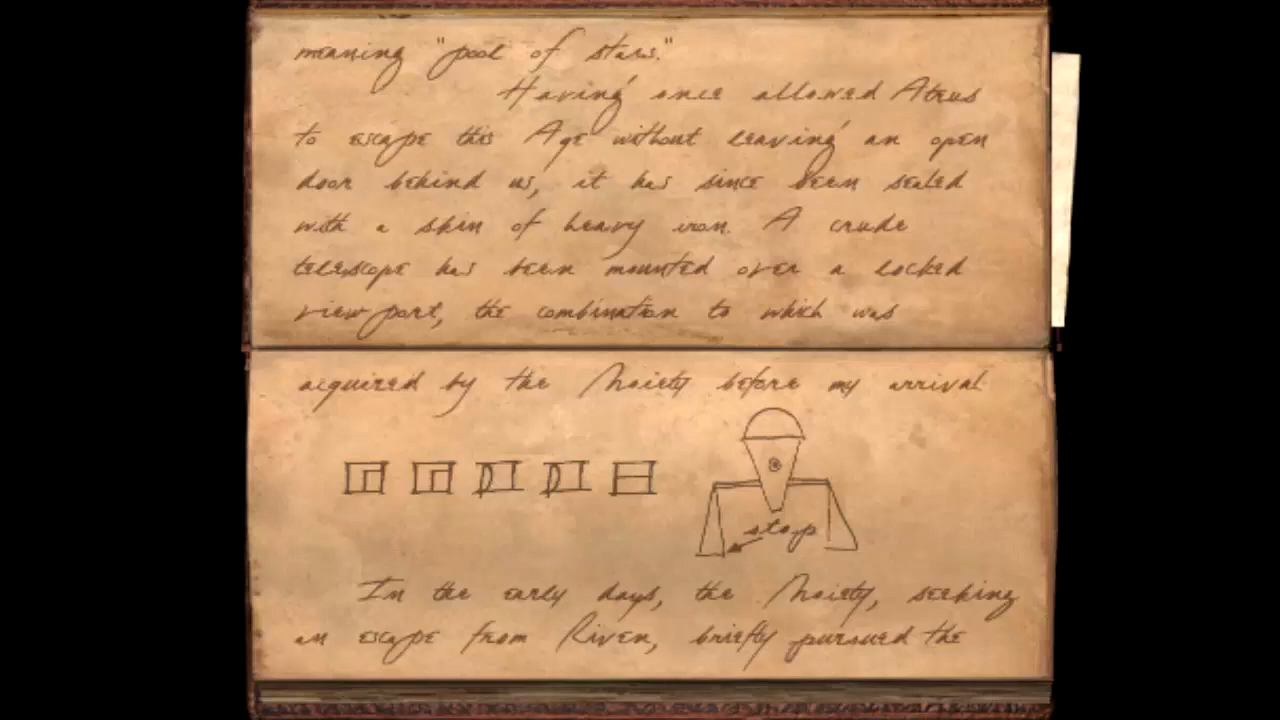 meaning "pool of stars."
Having once allowed Atrus
to escape this Age without leaving an open
door behind us, it has since been sealed
with a skin of heavy iron. A crude
telescope has been mounted over a locked
viewport, the combination to which was
acquired by the Moiety before my arrival
stop
In the early days, the Moiety, seeking
an escape from Riven, briefly pursued the